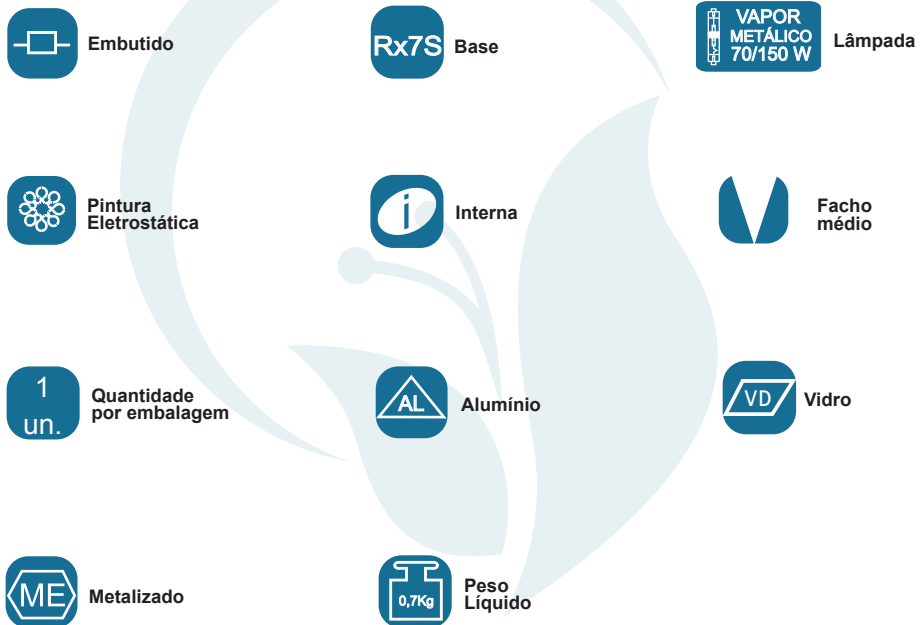 Embutido
Rx7S
Base
VAPOR
METÁLICO
70/150 W
Lâmpada
Pintura
Eletrostática
i
Interna
Facho
médio
1
un.
Quantidade
por embalagem
AL
Alumínio
VD
Vidro
ME
Metalizado
0,7Kg
Peso
Líquido